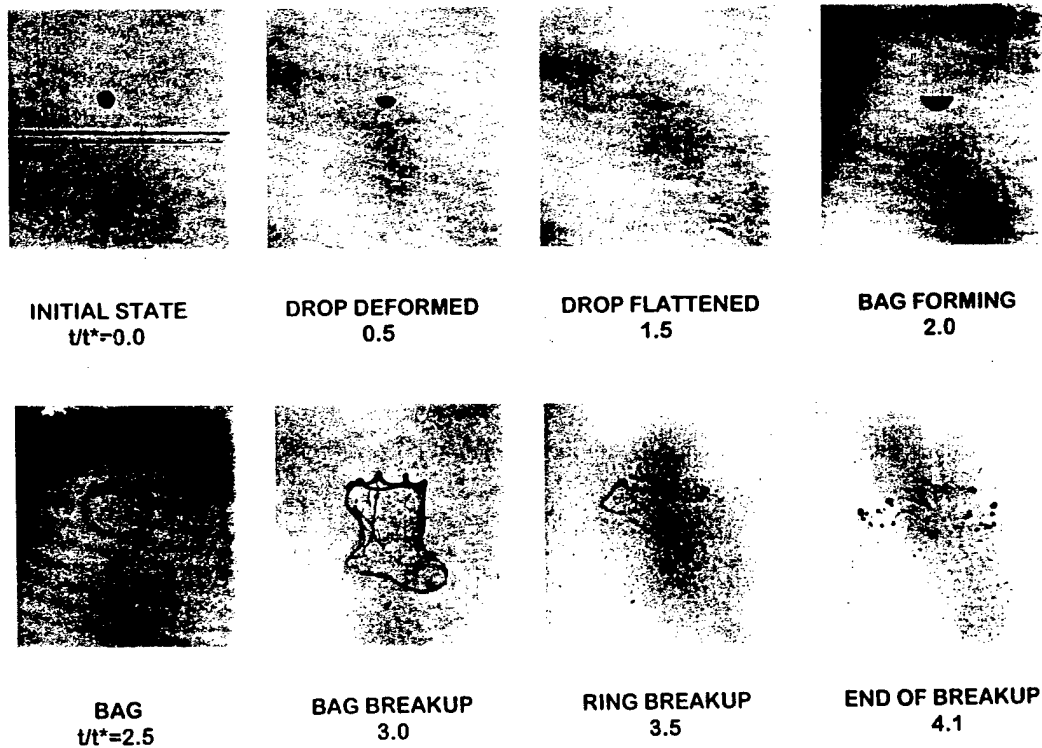 INITIAL STATE
t/t*=0.0
DROP DEFORMED
0.5
DROP FLATTENED
1.5
BAG FORMING
2.0
BAG
t/t*=2.5
BAG BREAKUP
3.0
RING BREAKUP
3.5
END OF BREAKUP
4.1